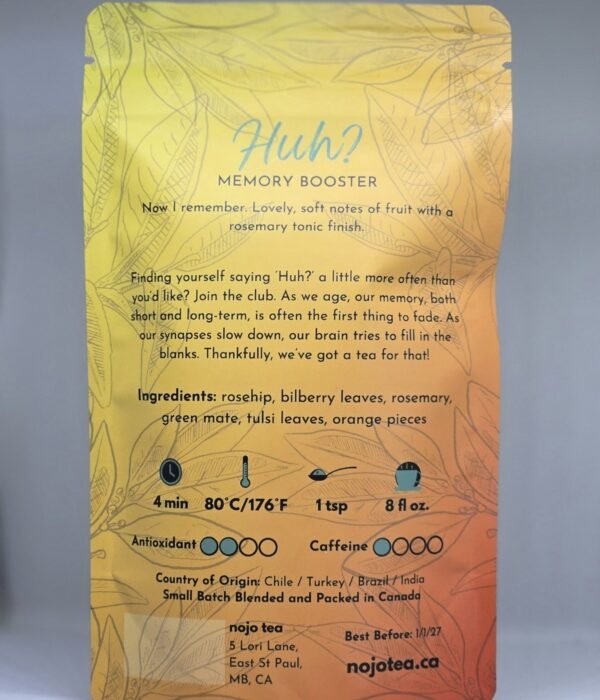 Huh?
MEMORY BOOSTER
Now I remember. Lovely, soft notes of fruit with a
rosemary tonic finish.
Finding yourself saying 'Huh?' a little more often than
you'd like? Join the club. As we age, our memory, both
short and long-term, is often the first thing to fade. As
our synapses slow down, our brain tries to fill in the
blanks. Thankfully, we've got a tea for that!
Ingredients: rosehip, bilberry leaves, rosemary,
green mate, tulsi leaves, orange pieces
4 min 80°C/176°F 1 tsp 8 fl oz.
Antioxidant Caffeine
Country of Origin: Chile / Turkey / Brazil / India
Small Batch Blended and Packed in Canada
nojo tea
5 Lori Lane,
East St Paul,
MB, CA
Best Before: 1/1/27
nojotea.ca